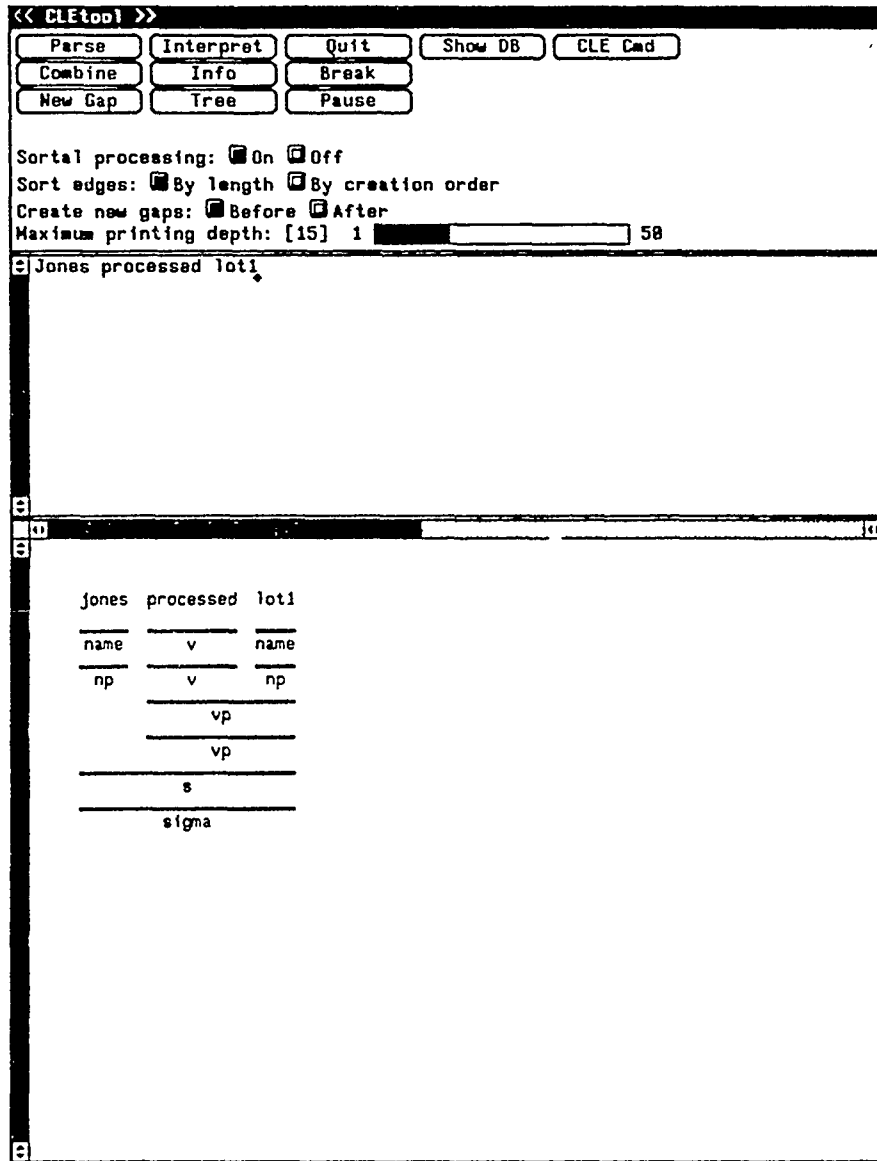 << CLEtool >>
Parse Interpret Quit Show DB CLE Cmd
Combine Info Break
New Gap Tree Pause
Sortal processing: On Off
Sort edges: By length By creation order
Create new gaps: Before After
Maximum printing depth: [15] 1 50
Jones processed lot1
jones processed lot1
name v name
np v np
vp
vp
s
sigma